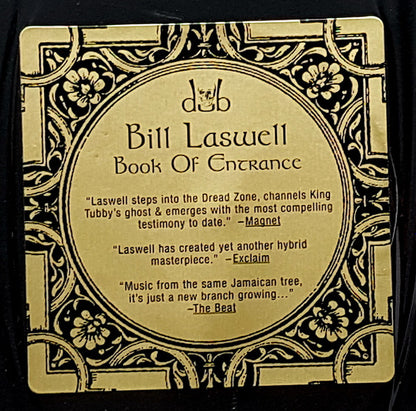 dub
Bill Laswell
Book Of Entrance
“Laswell steps into the Dread Zone, channels King
Tubby’s ghost & emerges with the most compelling
testimony to date.” –Magnet
“Laswell has created yet another hybrid
masterpiece.” –Exclaim
“Music from the same Jamaican tree,
it’s just a new branch growing...”
–The Beat